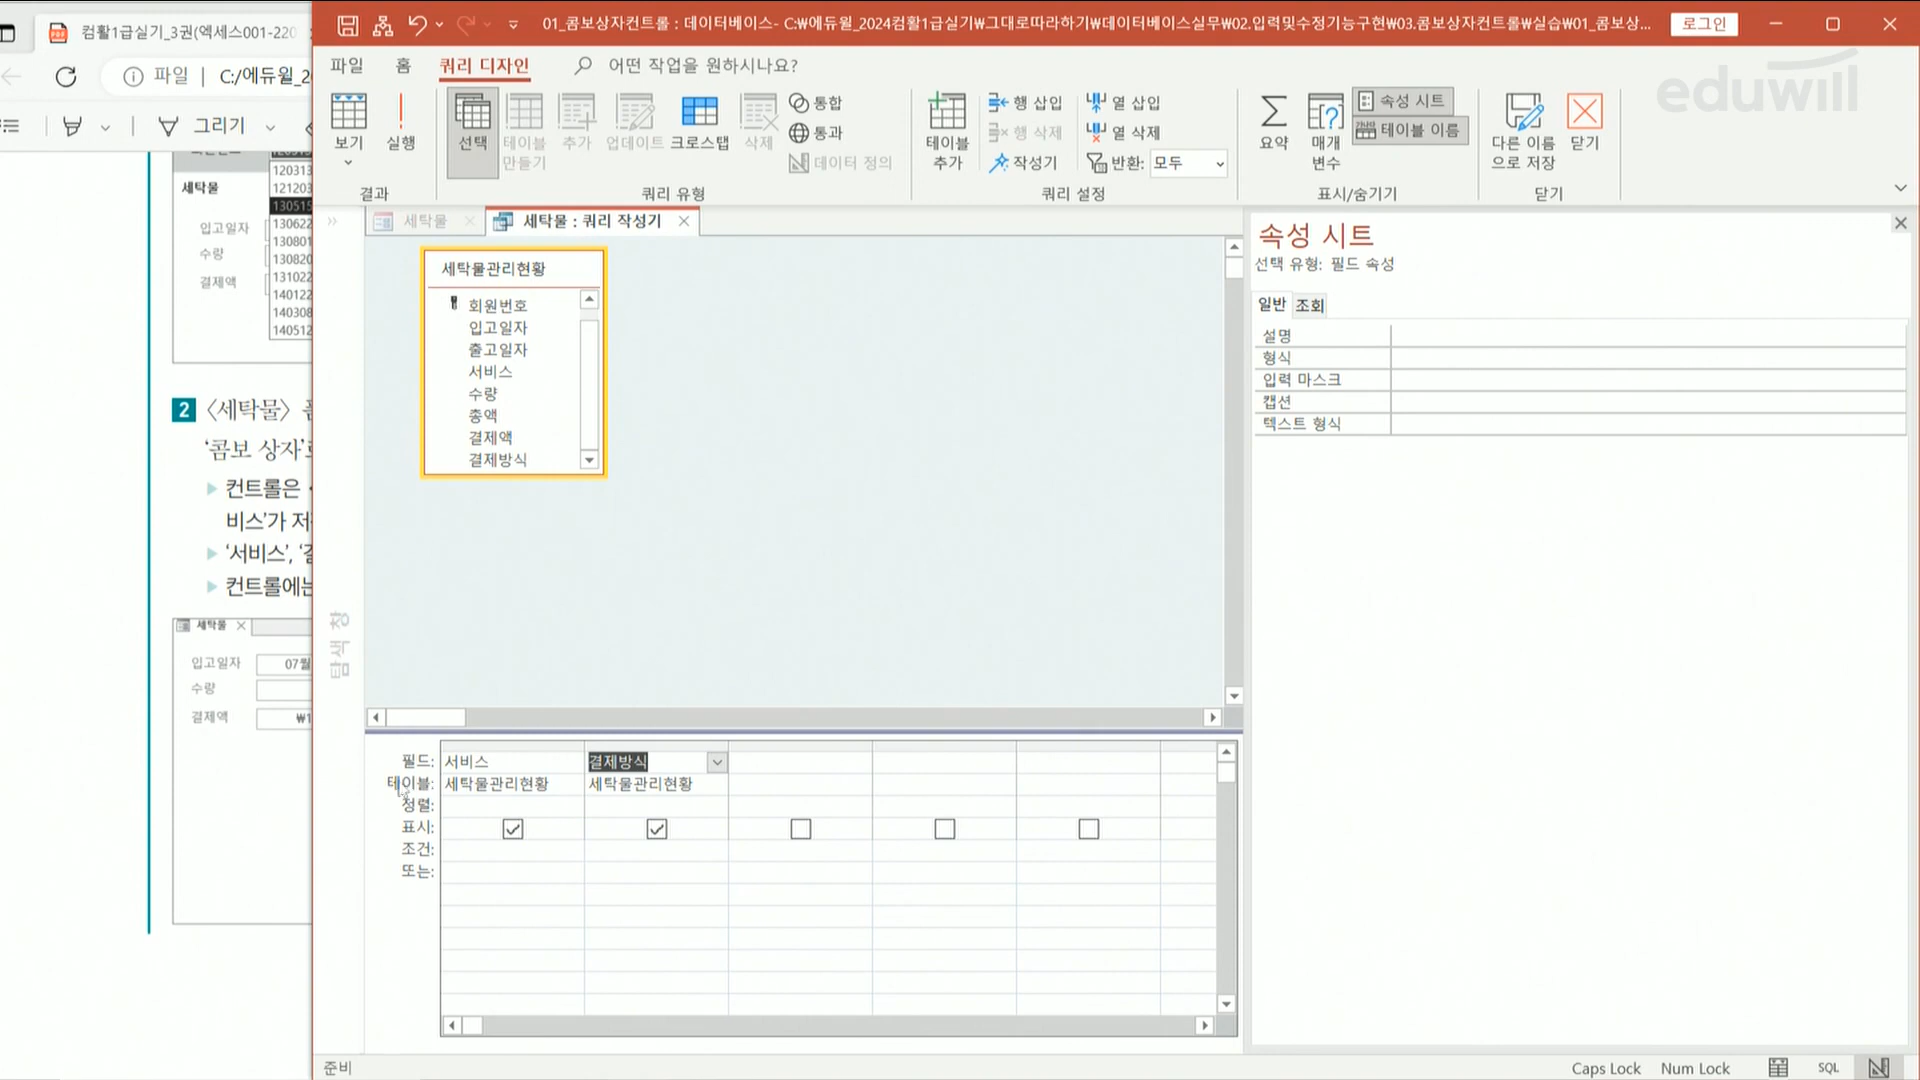 컴활1급실기_3권(엑세스001-220
파일 | C:/에듀윌_20
그리기
세탁물
입고일자
수량
결제액
120313
121203
130515
130622
130801
130820
131022
140122
140308
140512
2 〈세탁물〉 폼
'콤보 상자'로
▶ 컨트롤은
비스'가 저
▶ '서비스', '결
▶ 컨트롤에는
세탁물
입고일자 07월
수량
결제액 ₩1
01_콤보상자컨트롤 : 데이터베이스- C:₩에듀윌_2024컴활1급실기₩그대로따라하기₩데이터베이스실무₩02.입력및수정기능구현₩03.콤보상자컨트롤₩실습₩01_콤보상...
로그인
파일 홈 쿼리 디자인 어떤 작업을 원하시나요?
eduwill
보기
실행
결과
선택
테이블 만들기
추가
업데이트
크로스탭
삭제
통합
통과
데이터 정의
쿼리 유형
테이블 추가
행 삽입
행 삭제
작성기
열 삽입
열 삭제
반환: 모두
쿼리 설정
요약
매개 변수
속성 시트
테이블 이름
표시/숨기기
다른 이름으로 저장
닫기
닫기
세탁물
세탁물 : 쿼리 작성기
탐색 창
세탁물관리현황
회원번호
입고일자
출고일자
서비스
수량
총액
결제액
결제방식
필드: 서비스 결제방식
테이블: 세탁물관리현황 세탁물관리현황
정렬:
표시:
조건:
또는:
속성 시트
선택 유형: 필드 속성
일반 조회
설명
형식
입력 마스크
캡션
텍스트 형식
준비
Caps Lock Num Lock SQL